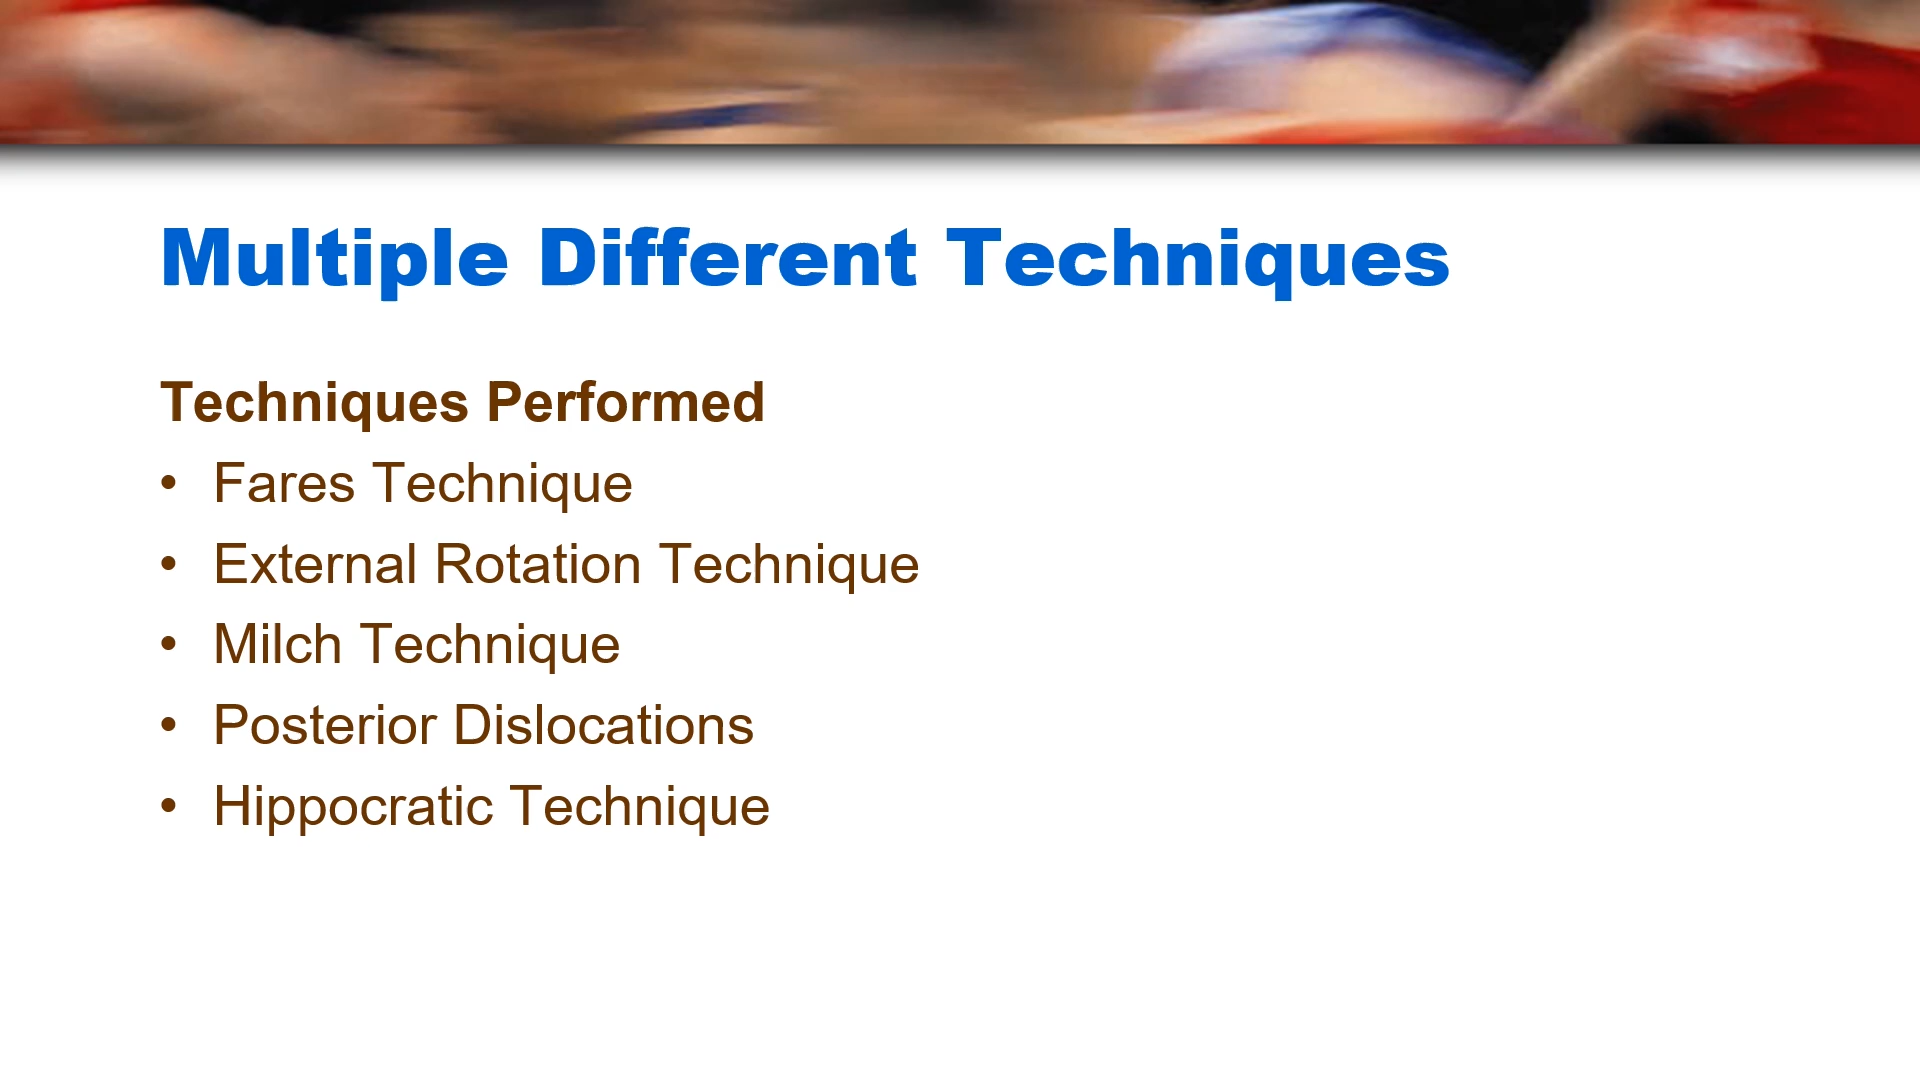 Multiple Different Techniques
Techniques Performed
• Fares Technique
• External Rotation Technique
• Milch Technique
• Posterior Dislocations
• Hippocratic Technique